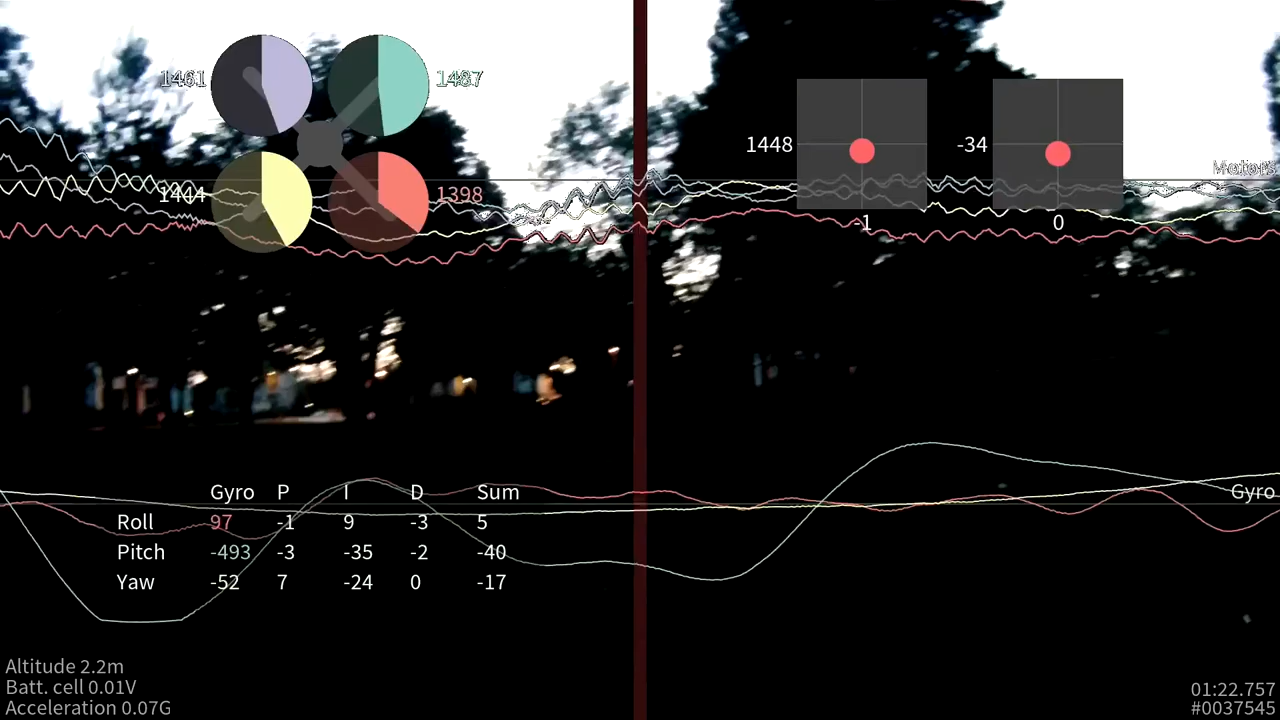 1461 1487
1448 -34
Motors
1444 1398
-1 0
Gyro P I D Sum Gyro
Roll 97 -1 9 -3 5
Pitch -493 -3 -35 -2 -40
Yaw -52 7 -24 0 -17
Altitude 2.2m
Batt. cell 0.01V
Acceleration 0.07G
01:22.757
#0037545